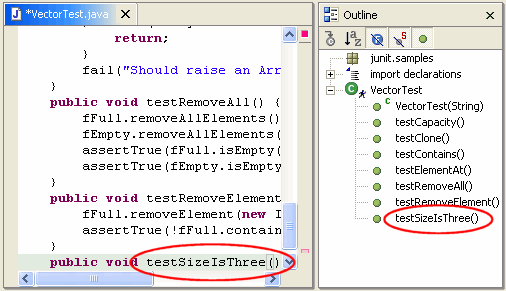 *VectorTest.java
return;
}
fail("Should raise an Arr
}
public void testRemoveAll() {
fFull.removeAllElements()
fEmpty.removeAllElements(
assertTrue(fFull.isEmpty
assertTrue(fEmpty.isEmpt
}
public void testRemoveElement
fFull.removeElement(new I
assertTrue(!fFull.contain
}
public void testSizeIsThree()
Outline
junit.samples
import declarations
VectorTest
VectorTest(String)
testCapacity()
testClone()
testContains()
testElementAt()
testRemoveAll()
testRemoveElement()
testSizeIsThree()